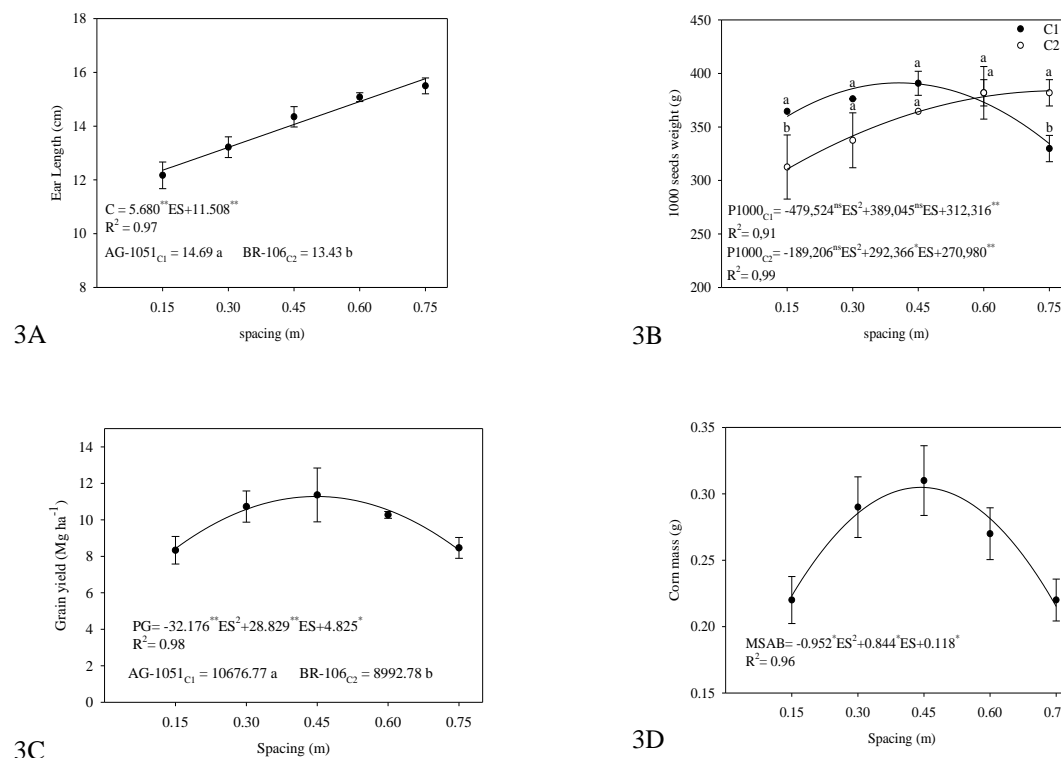 18
16
14
12
10
8
Ear Length (cm)
C = 5.680**ES+11.508**
R² = 0.97
AG-1051C1 = 14.69 a BR-106C2 = 13.43 b
0.15 0.30 0.45 0.60 0.75
spacing (m)
3A
450
400
350
300
250
200
1000 seeds weight (g)
C1
C2
a a a a a
b a a a b
P1000C1= -479,524nsES²+389,045nsES+312,316**
R²= 0,91
P1000C2= -189,206nsES²+292,366*ES+270,980**
R²= 0,99
0.15 0.30 0.45 0.60 0.75
spacing (m)
3B
14
12
10
8
6
4
2
0
Grain yield (Mg ha⁻¹)
PG= -32.176**ES²+28.829**ES+4.825*
R²= 0.98
AG-1051C1 = 10676.77 a BR-106C2 = 8992.78 b
0.15 0.30 0.45 0.60 0.75
Spacing (m)
3C
0.35
0.30
0.25
0.20
0.15
Corn mass (g)
MSAB= -0.952*ES²+0.844*ES+0.118*
R²= 0.96
0.15 0.30 0.45 0.60 0.7
Spacing (m)
3D